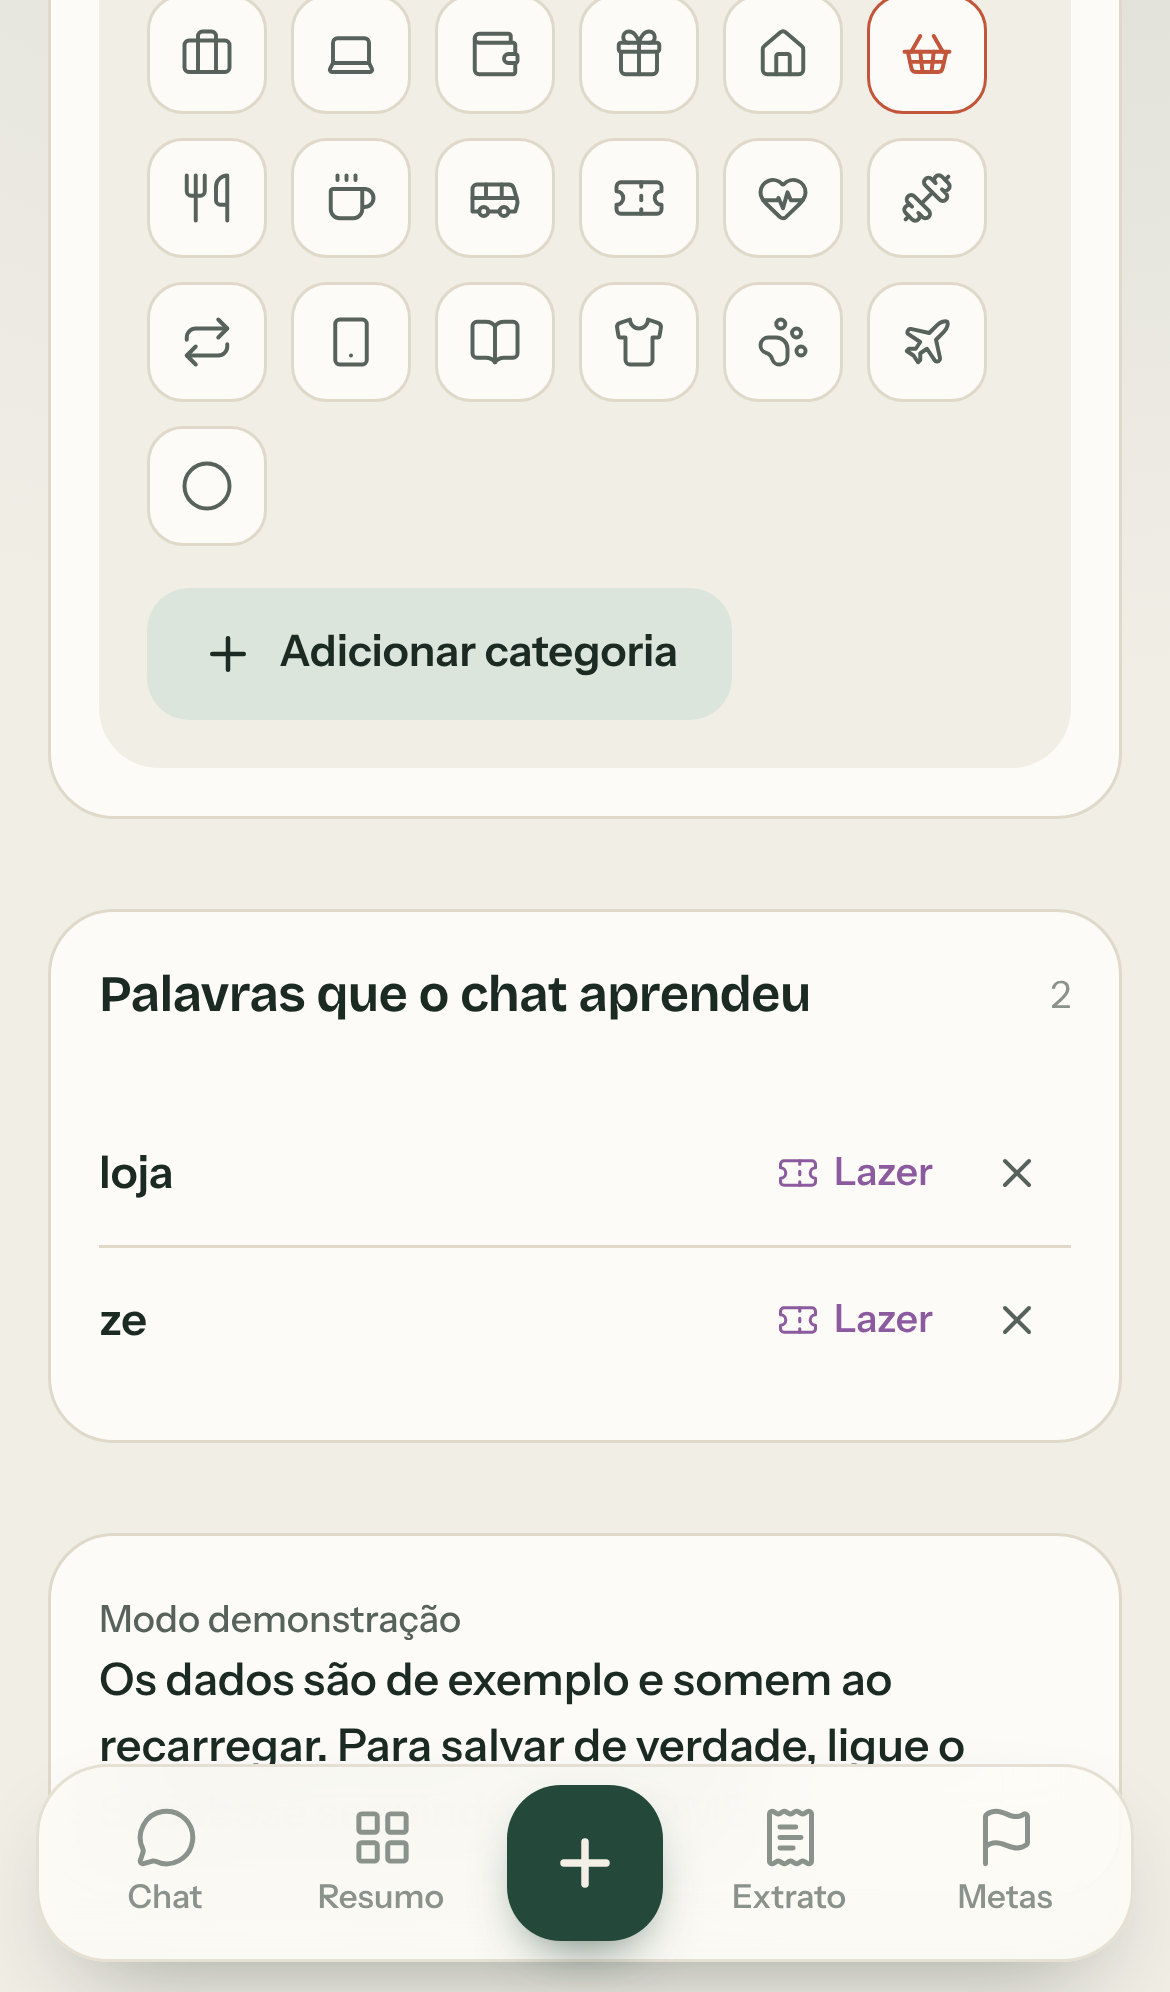 Adicionar categoria
Palavras que o chat aprendeu
2
loja
Lazer
ze
Lazer
Modo demonstração
Os dados são de exemplo e somem ao
recarregar. Para salvar de verdade, ligue o
Chat
Resumo
Extrato
Metas